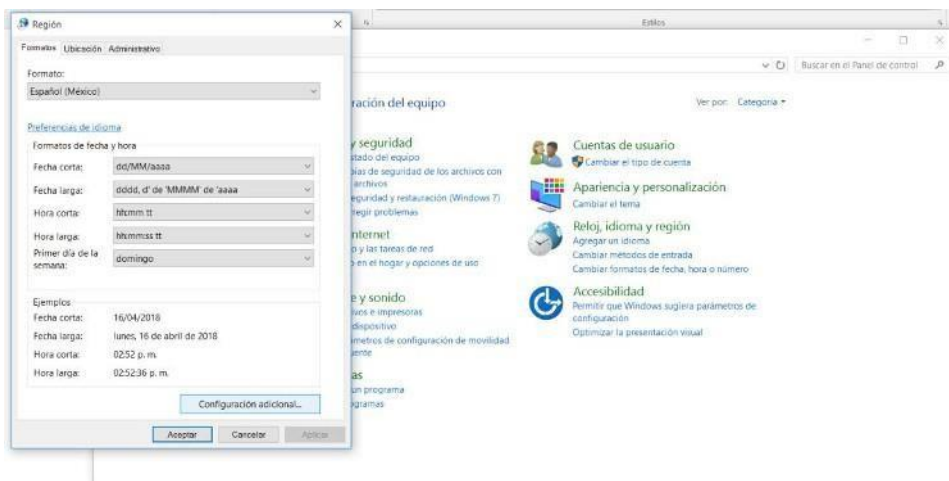 Región
Estilos
Formatos Ubicación Administrativo
Buscar en el Panel de control
Formato:
Español (México)
Preferencias de idioma
Formatos de fecha y hora
Fecha corta: dd/MM/aaaa
Fecha larga: dddd, d' de 'MMMM' de 'aaaa
Hora corta: hh:mm tt
Hora larga: hh:mm:ss tt
Primer día de la
semana: domingo
Ejemplos
Fecha corta: 16/04/2018
Fecha larga: lunes, 16 de abril de 2018
Hora corta: 02:52 p. m.
Hora larga: 02:52:36 p. m.
Configuración adicional...
Aceptar Cancelar Aplicar
ración del equipo
Ver por: Categoría
y seguridad
stado del equipo
pias de seguridad de los archivos con
archivos
eguridad y restauración (Windows 7)
regir problemas
nternet
o y las tareas de red
o en el hogar y opciones de uso
e y sonido
ivos e impresoras
dispositivo
ámetros de configuración de movilidad
ente
as
un programa
ogramas
Cuentas de usuario
Cambiar el tipo de cuenta
Apariencia y personalización
Cambiar el tema
Reloj, idioma y región
Agregar un idioma
Cambiar métodos de entrada
Cambiar formatos de fecha, hora o número
Accesibilidad
Permitir que Windows sugiera parámetros de
configuración
Optimizar la presentación visual